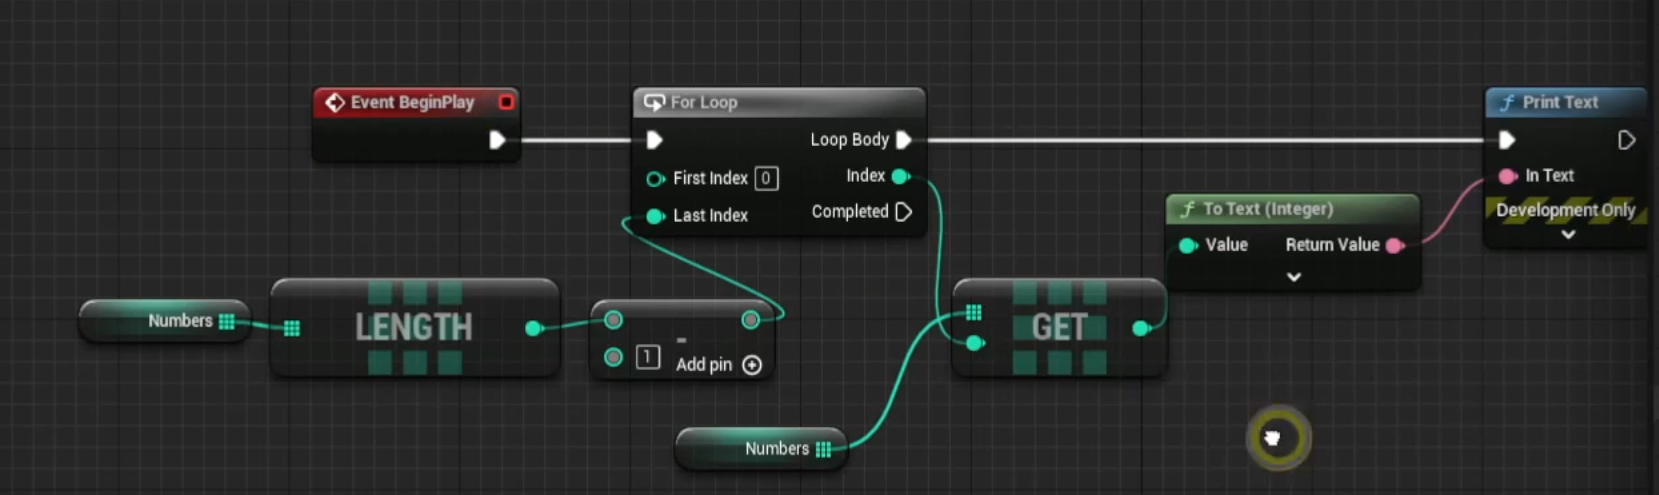 Event BeginPlay
For Loop
Loop Body
First Index 0
Index
Last Index
Completed
Print Text
In Text
Development Only
To Text (Integer)
Value
Return Value
Numbers
LENGTH
-
1
Add pin
GET
Numbers